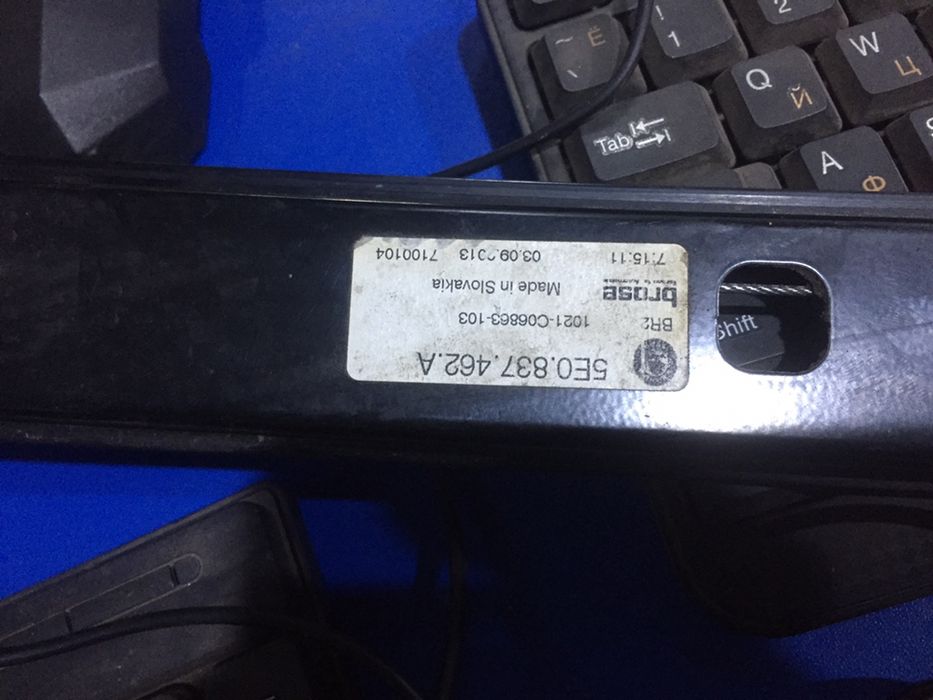 ~ Ё
\
!
1
2
Q Й
W Ц
Tab
A Ф
Shift
5E0.837.462.A
BR2 1021-C06863-103
brose
Made in Slovakia
7:15:11 03.09.2013 7100104